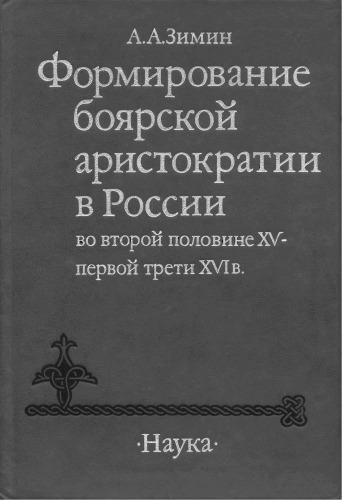 А.А.Зимин
Формирование
боярской
аристократии
в России
во второй половине XV-
первой трети XVI в.
·Наука·